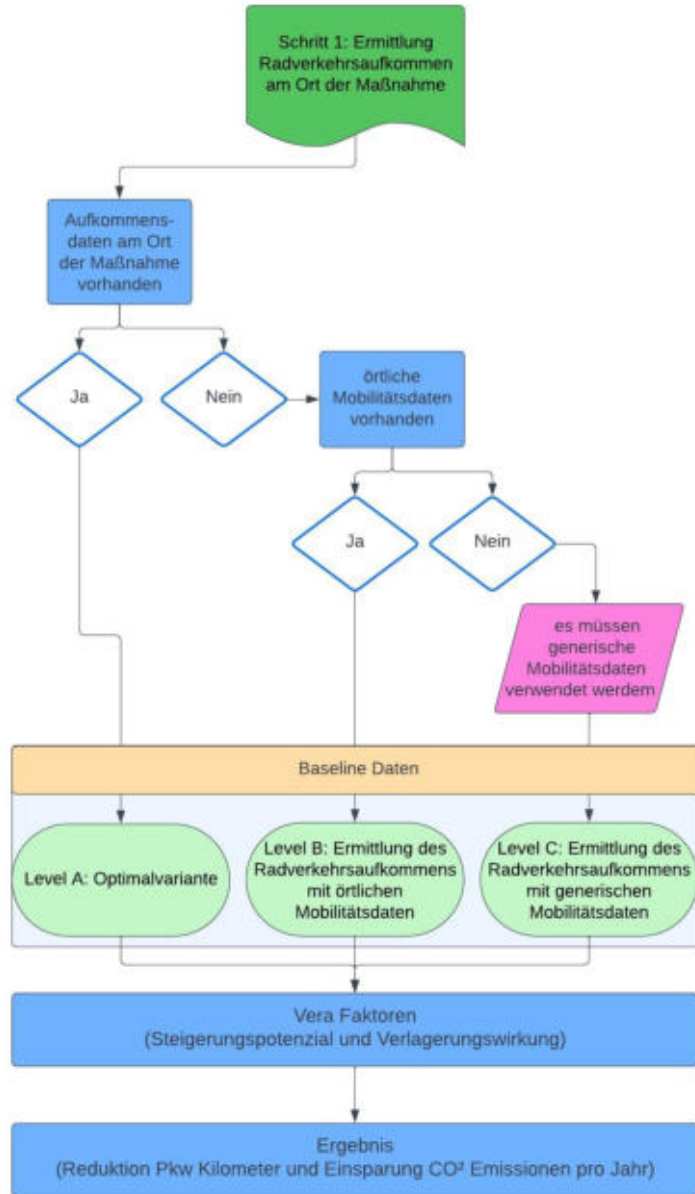 Schritt 1: Ermittlung
Radverkehrsaufkommen
am Ort der Maßnahme
Aufkommens-
daten am Ort
der Maßnahme
vorhanden
Ja
Nein
örtliche
Mobilitätsdaten
vorhanden
Ja
Nein
es müssen
generische
Mobilitätsdaten
verwendet werdem
Baseline Daten
Level A: Optimalvariante
Level B: Ermittlung des
Radverkehrsaufkommens
mit örtlichen
Mobilitätsdaten
Level C: Ermittlung des
Radverkehrsaufkommens
mit generischen
Mobilitätsdaten
Vera Faktoren
(Steigerungspotenzial und Verlagerungswirkung)
Ergebnis
(Reduktion Pkw Kilometer und Einsparung CO² Emissionen pro Jahr)